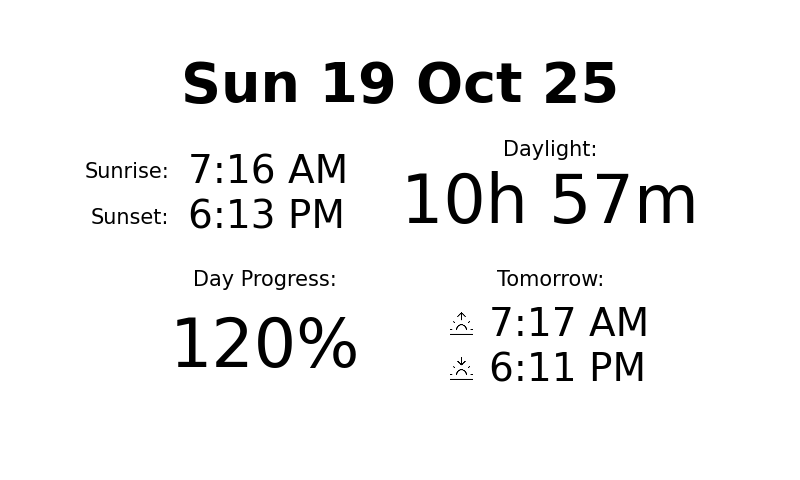 Sun 19 Oct 25
Sunrise: 7:16 AM
Sunset: 6:13 PM
Daylight:
10h 57m
Day Progress:
120%
Tomorrow:
7:17 AM
6:11 PM